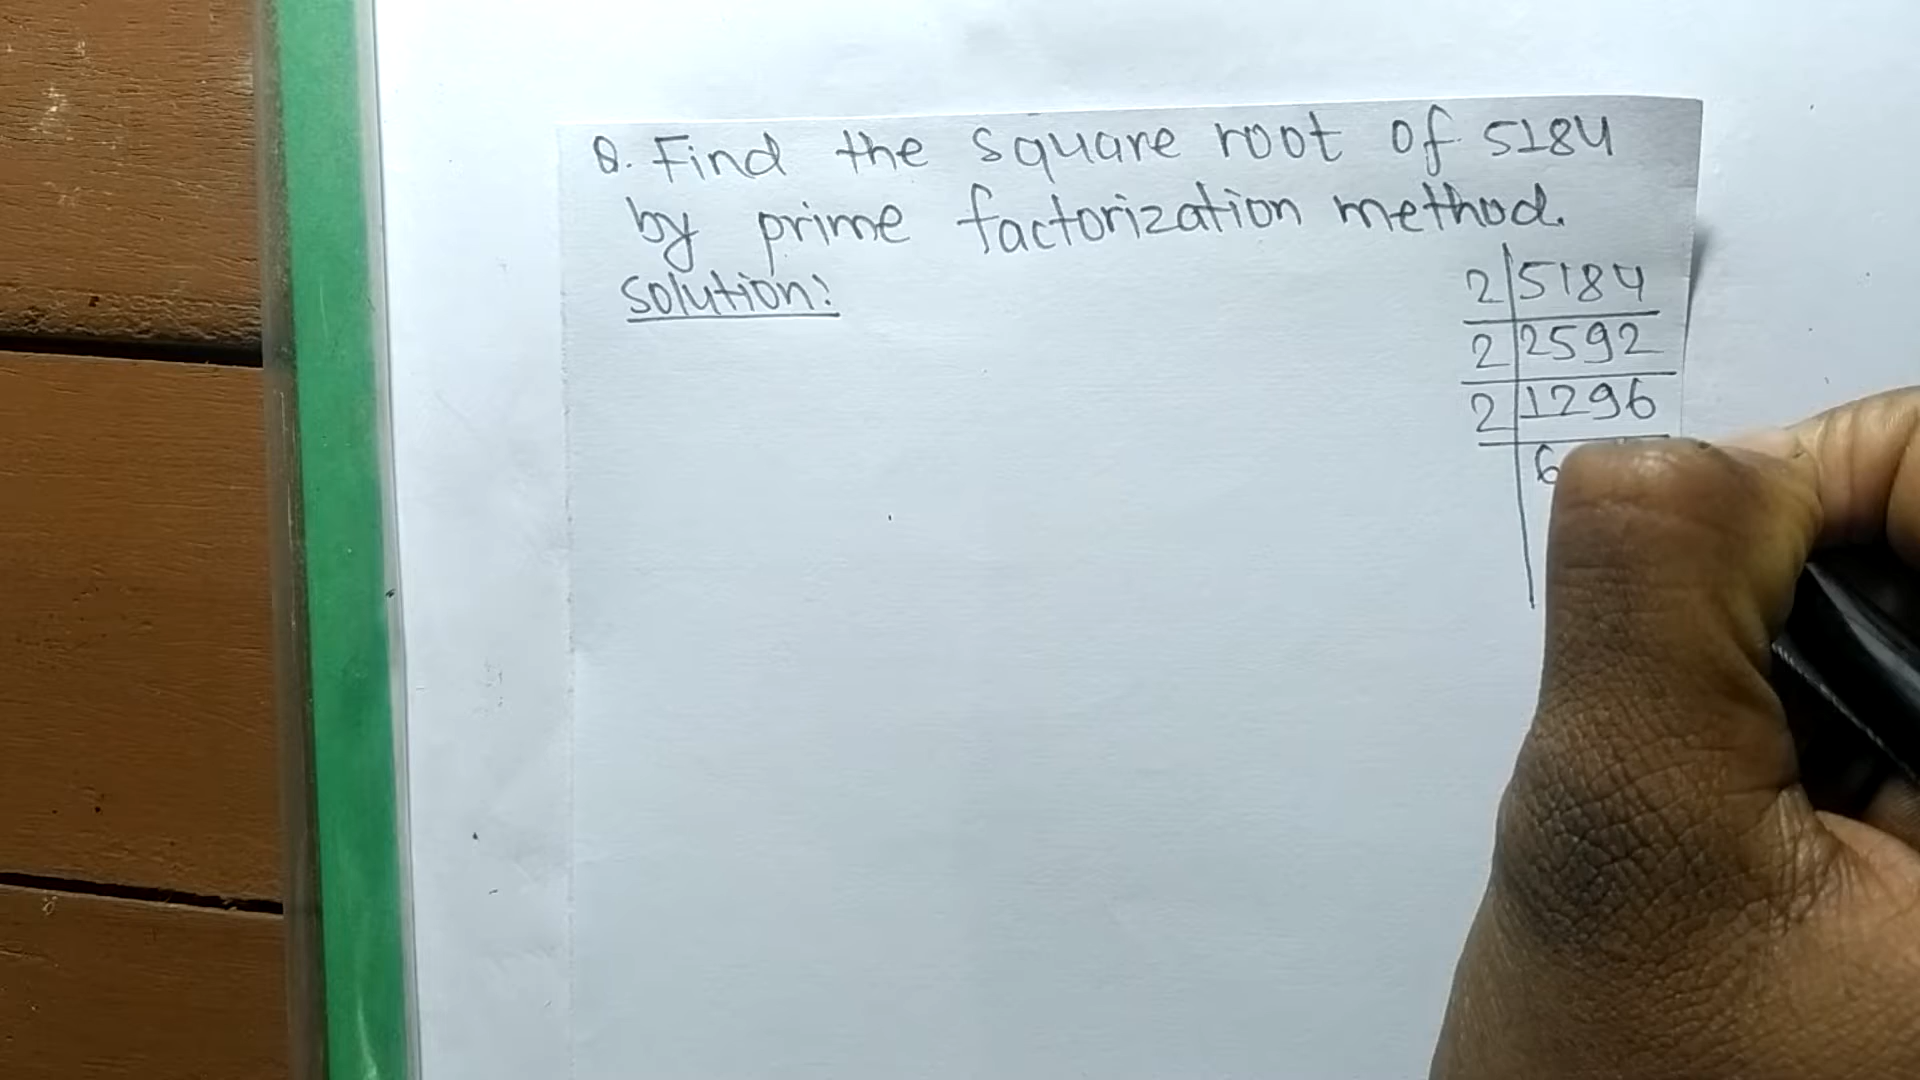 Q. Find the square root of 5184
by prime factorization method.
Solution:
2 5184
2 2592
2 1296
6